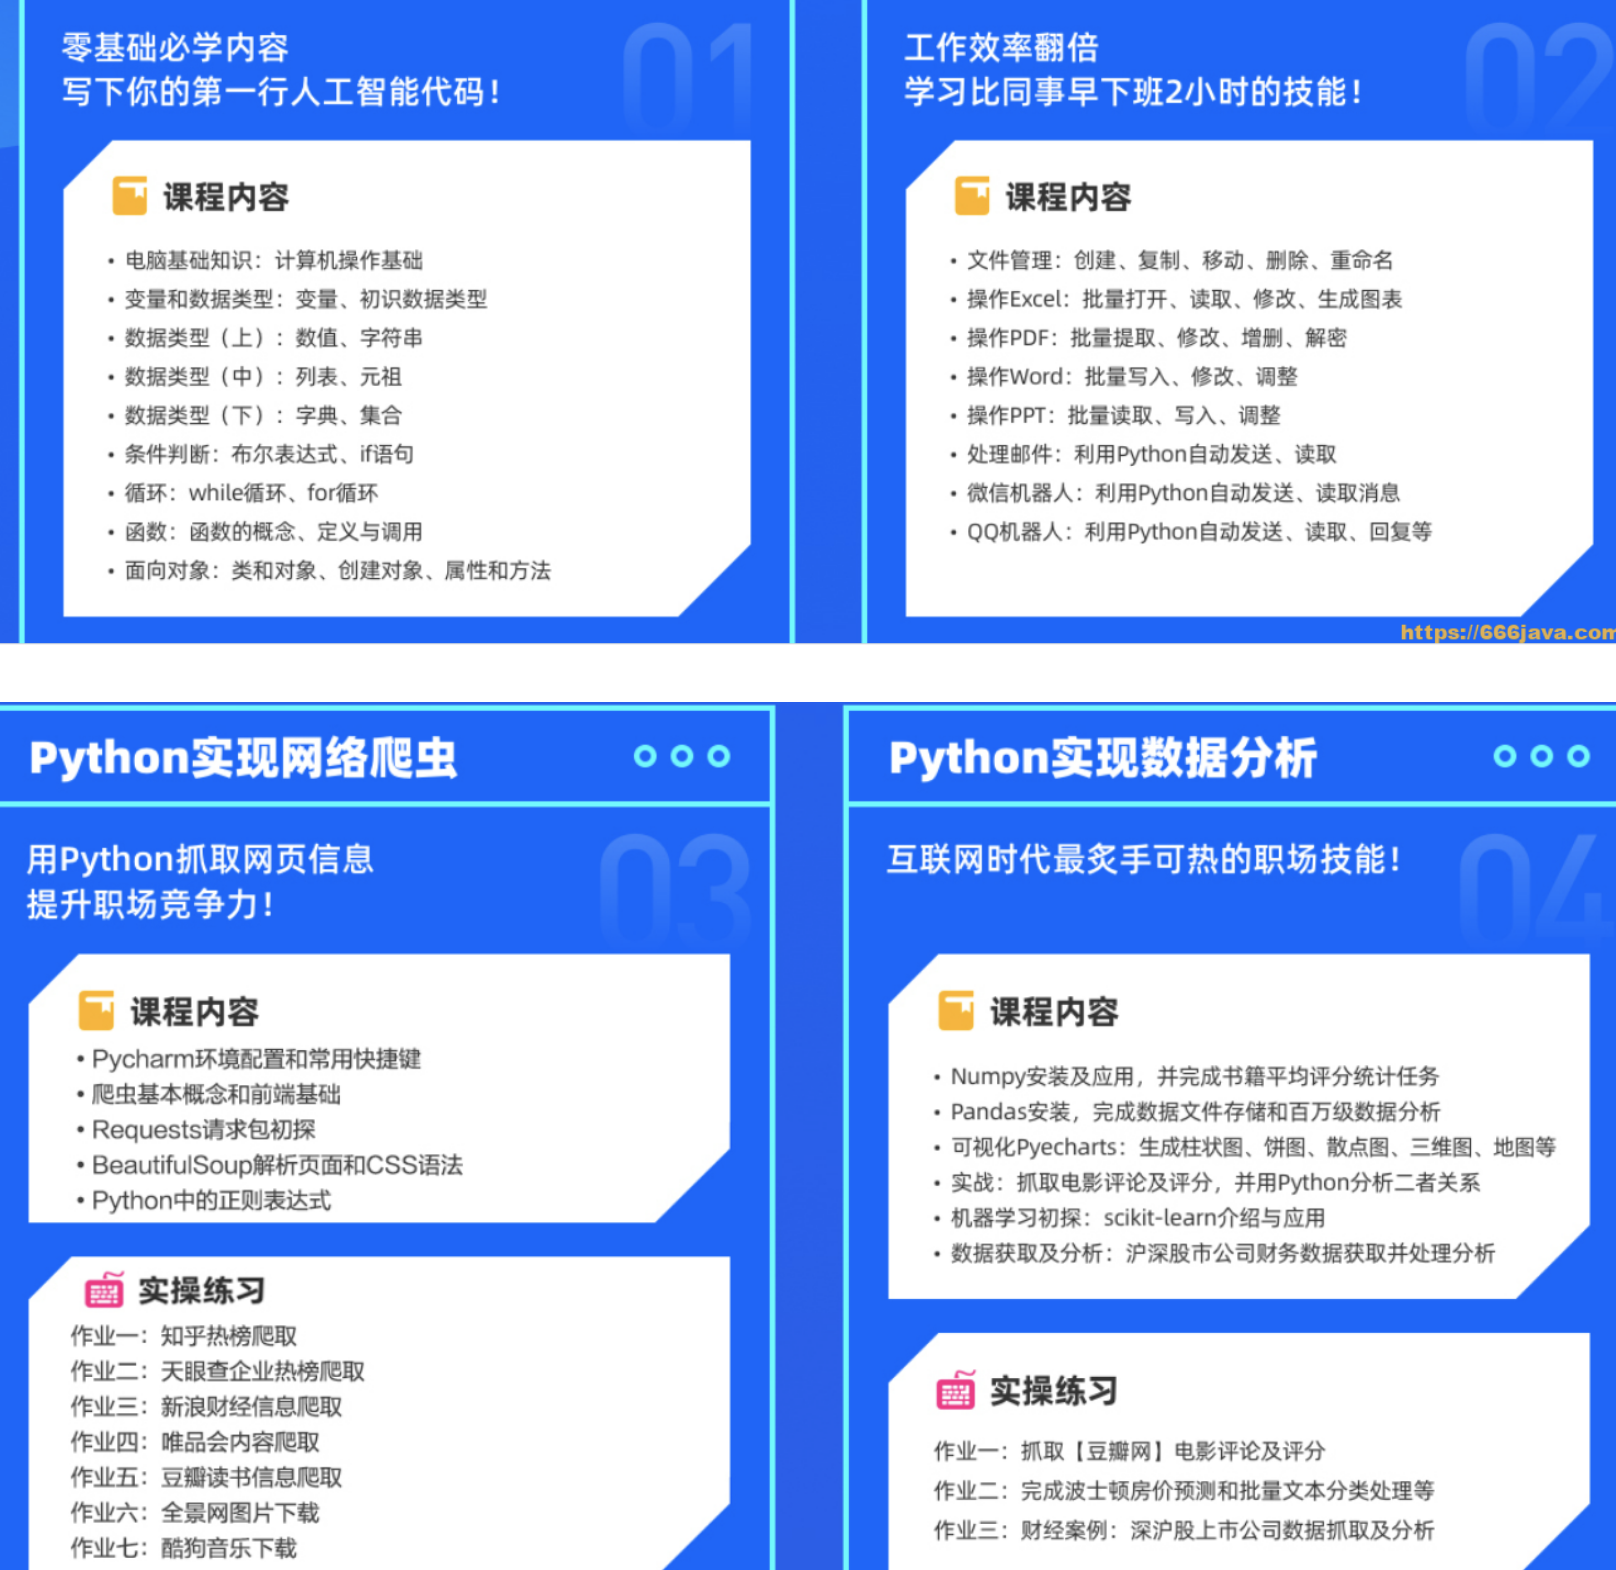 零基础必学内容
写下你的第一行人工智能代码！
01
课程内容
• 电脑基础知识：计算机操作基础
• 变量和数据类型：变量、初识数据类型
• 数据类型（上）：数值、字符串
• 数据类型（中）：列表、元祖
• 数据类型（下）：字典、集合
• 条件判断：布尔表达式、if语句
• 循环：while循环、for循环
• 函数：函数的概念、定义与调用
• 面向对象：类和对象、创建对象、属性和方法
工作效率翻倍
学习比同事早下班2小时的技能！
02
课程内容
• 文件管理：创建、复制、移动、删除、重命名
• 操作Excel：批量打开、读取、修改、生成图表
• 操作PDF：批量提取、修改、增删、解密
• 操作Word：批量写入、修改、调整
• 操作PPT：批量读取、写入、调整
• 处理邮件：利用Python自动发送、读取
• 微信机器人：利用Python自动发送、读取消息
• QQ机器人：利用Python自动发送、读取、回复等
https://666java.com
Python实现网络爬虫
用Python抓取网页信息
提升职场竞争力！
03
课程内容
• Pycharm环境配置和常用快捷键
• 爬虫基本概念和前端基础
• Requests请求包初探
• BeautifulSoup解析页面和CSS语法
• Python中的正则表达式
实操练习
作业一：知乎热榜爬取
作业二：天眼查企业热榜爬取
作业三：新浪财经信息爬取
作业四：唯品会内容爬取
作业五：豆瓣读书信息爬取
作业六：全景网图片下载
作业七：酷狗音乐下载
Python实现数据分析
互联网时代最炙手可热的职场技能！
04
课程内容
• Numpy安装及应用，并完成书籍平均评分统计任务
• Pandas安装，完成数据文件存储和百万级数据分析
• 可视化Pyecharts：生成柱状图、饼图、散点图、三维图、地图等
• 实战：抓取电影评论及评分，并用Python分析二者关系
• 机器学习初探：scikit-learn介绍与应用
• 数据获取及分析：沪深股市公司财务数据获取并处理分析
实操练习
作业一：抓取【豆瓣网】电影评论及评分
作业二：完成波士顿房价预测和批量文本分类处理等
作业三：财经案例：深沪股上市公司数据抓取及分析